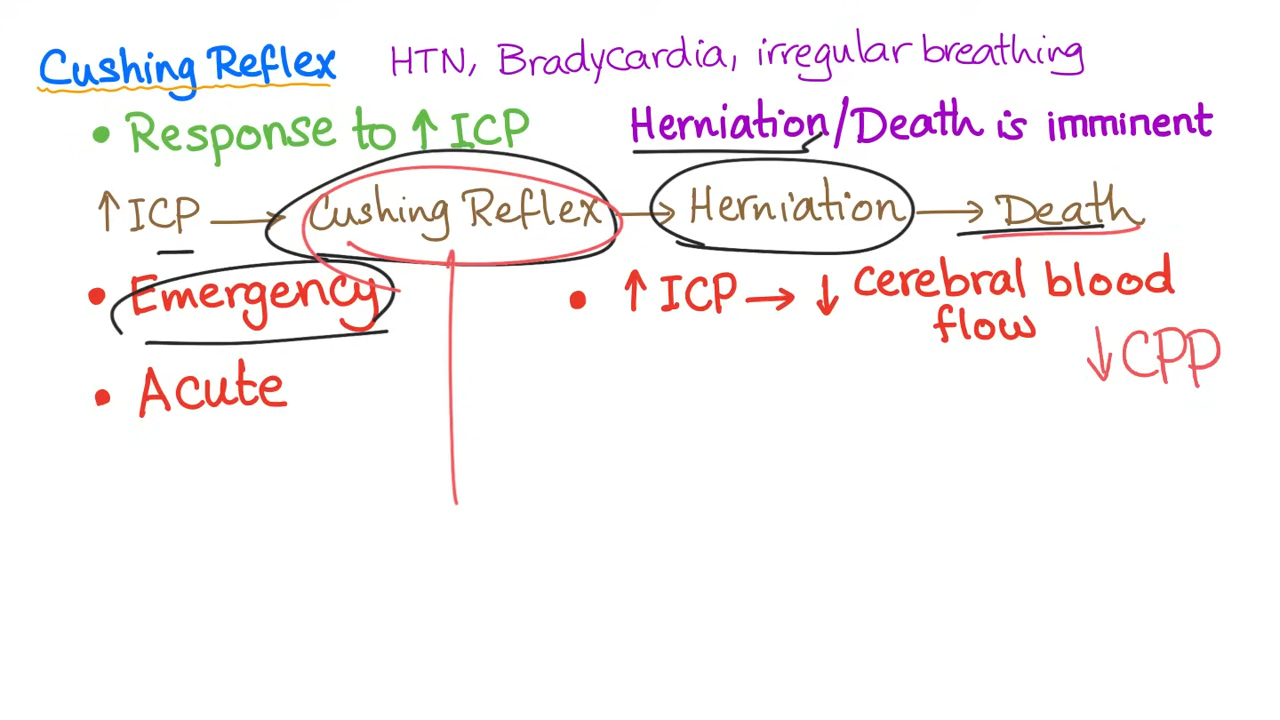 Cushing Reflex HTN, Bradycardia, irregular breathing
• Response to ↑ ICP Herniation/Death is imminent
↑ ICP → Cushing Reflex → Herniation → Death
• Emergency
• ↑ ICP → ↓ cerebral blood
flow
↓ CPP
• Acute